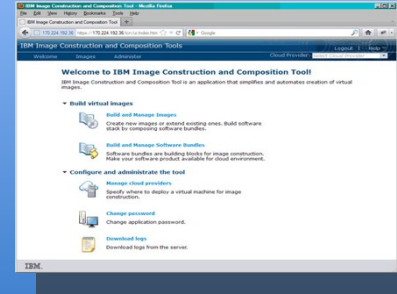 IBM Image Construction and Composition Tool - Mozilla Firefox
File Edit View History Bookmarks Tools Help
IBM Image Construction and Composition Tool
170.224.192.36
Google
IBM Image Construction and Composition Tools
Logout Help
Welcome Images Administer
Cloud Provider:
Welcome to IBM Image Construction and Composition Tool!
IBM Image Construction and Composition Tool is an application that simplifies and automates creation of virtual
images.
Build virtual images
Build and Manage Images
Create new images or extend existing ones. Build software
stack by composing software bundles.
Build and Manage Software Bundles
Software bundles are building blocks for image construction.
Make your software product available for cloud environment.
Configure and administrate the tool
Manage cloud providers
Specify where to deploy a virtual machine for image
construction.
Change password
Change application password.
Download logs
Download logs from the server.
IBM.